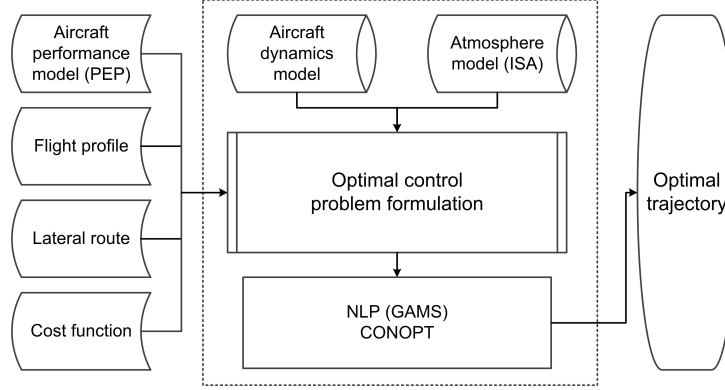 Aircraft
performance
model (PEP)
Flight profile
Lateral route
Cost function
Aircraft
dynamics
model
Atmosphere
model (ISA)
Optimal control
problem formulation
NLP (GAMS)
CONOPT
Optimal
trajectory